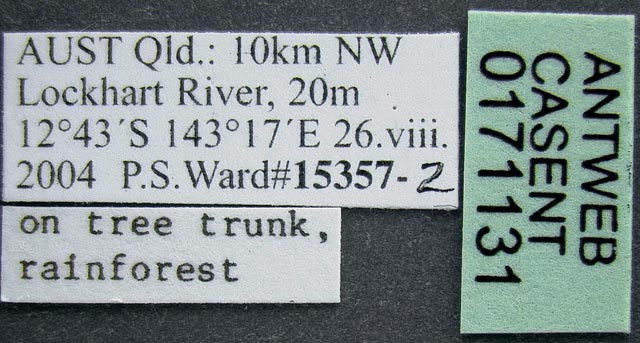 AUST Qld.: 10km NW
Lockhart River, 20m
12°43´S 143°17´E 26.viii.
2004 P.S.Ward#15357-2
on tree trunk,
rainforest
ANTWEB
CASENT
0171131